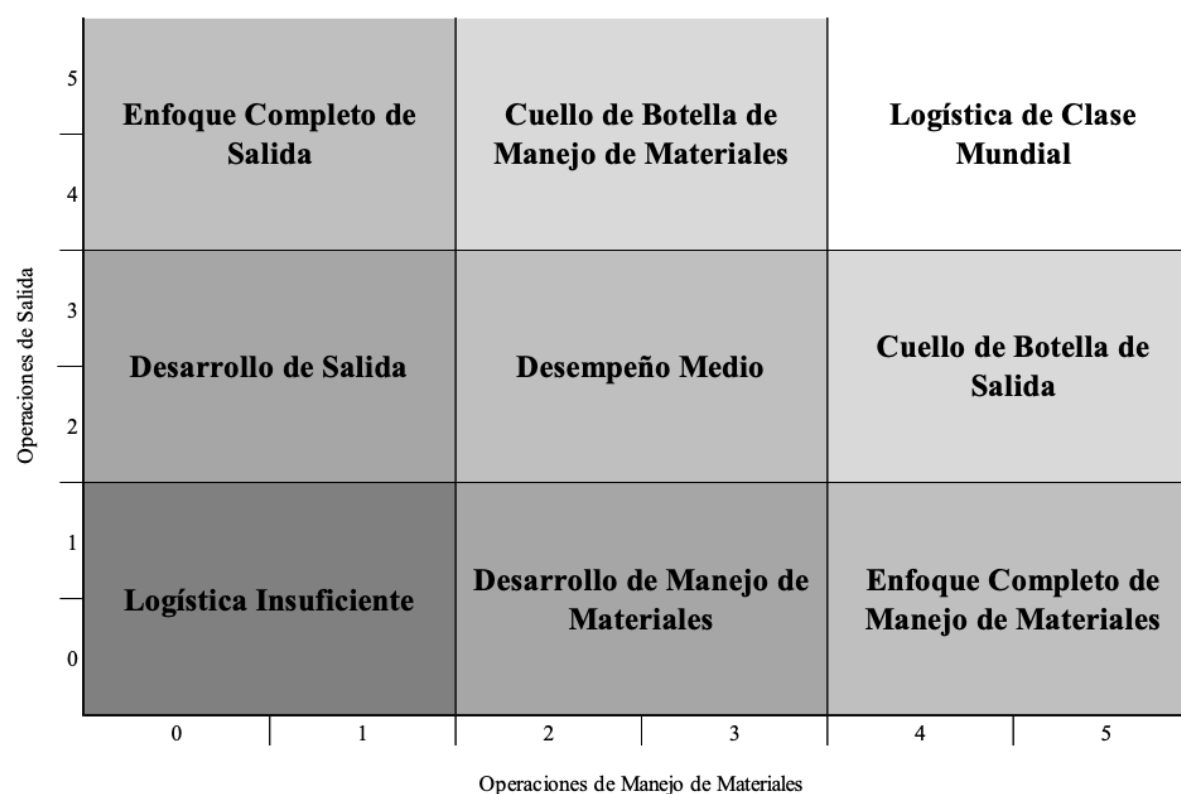 5
Enfoque Completo de
Salida
Cuello de Botella de
Manejo de Materiales
Logística de Clase
Mundial
4
Operaciones de Salida
3
Desarrollo de Salida
Desempeño Medio
Cuello de Botella de
Salida
2
1
Logística Insuficiente
Desarrollo de Manejo de
Materiales
Enfoque Completo de
Manejo de Materiales
0
0
1
2
3
4
5
Operaciones de Manejo de Materiales